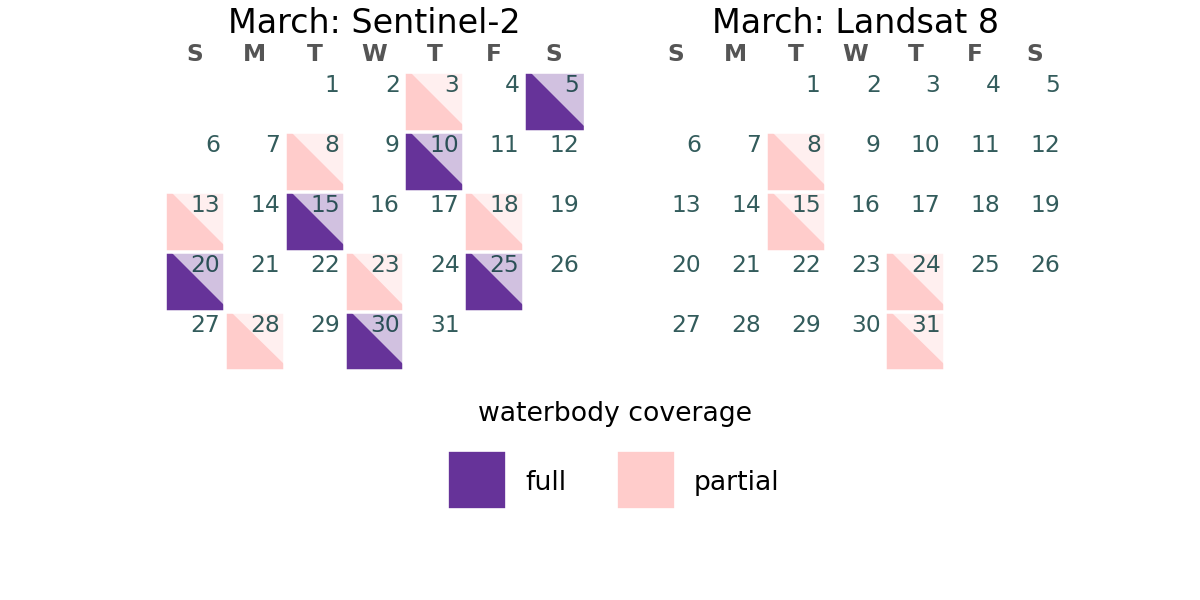 March: Sentinel-2
S M T W T F S
1 2 3 4 5
6 7 8 9 10 11 12
13 14 15 16 17 18 19
20 21 22 23 24 25 26
27 28 29 30 31
March: Landsat 8
S M T W T F S
1 2 3 4 5
6 7 8 9 10 11 12
13 14 15 16 17 18 19
20 21 22 23 24 25 26
27 28 29 30 31
waterbody coverage
full
partial